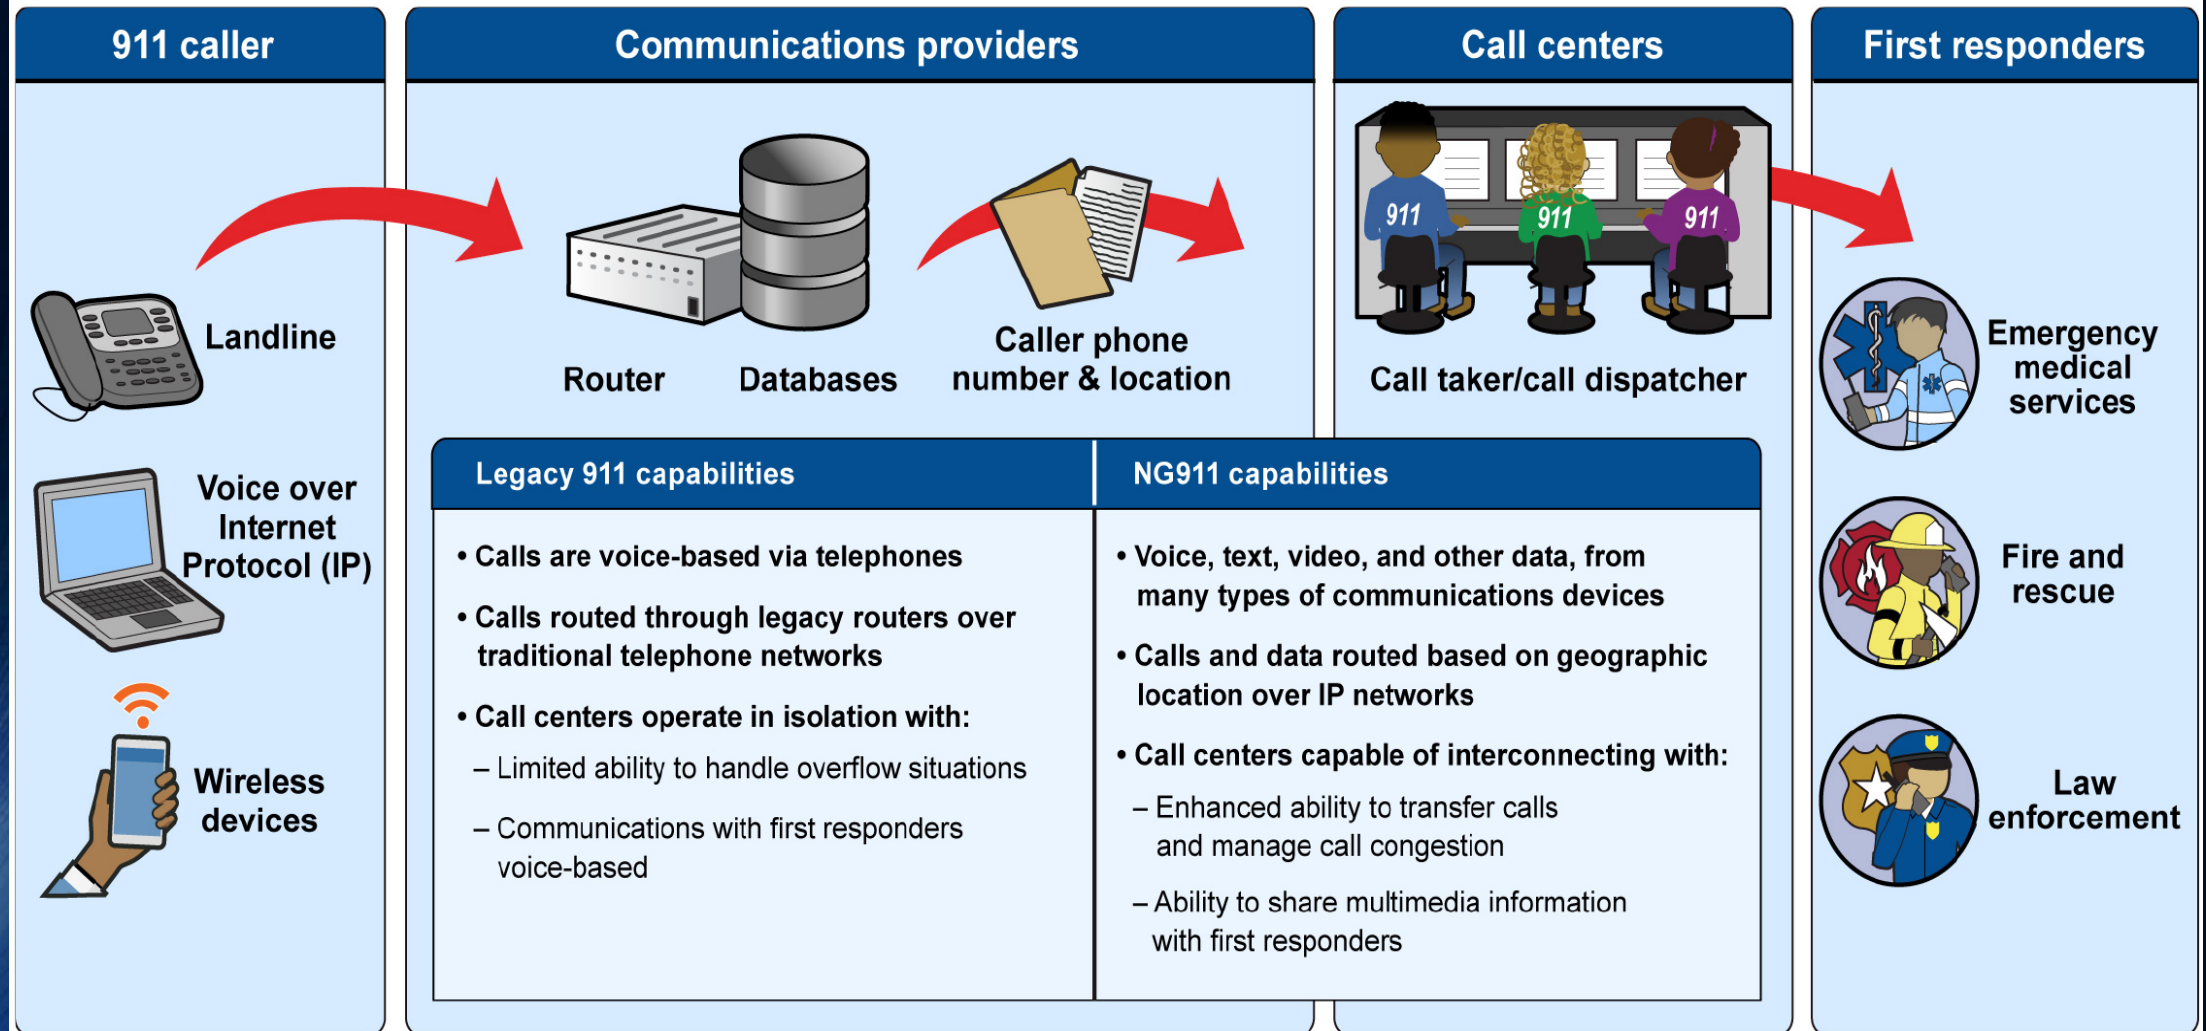 911 caller
Communications providers
Call centers
First responders
Landline
Voice over
Internet
Protocol (IP)
Wireless
devices
Router
Databases
Caller phone
number & location
911
911
911
Call taker/call dispatcher
Emergency
medical
services
Fire and
rescue
Law
enforcement
Legacy 911 capabilities
• Calls are voice-based via telephones
• Calls routed through legacy routers over
traditional telephone networks
• Call centers operate in isolation with:
– Limited ability to handle overflow situations
– Communications with first responders
voice-based
NG911 capabilities
• Voice, text, video, and other data, from
many types of communications devices
• Calls and data routed based on geographic
location over IP networks
• Call centers capable of interconnecting with:
– Enhanced ability to transfer calls
and manage call congestion
– Ability to share multimedia information
with first responders